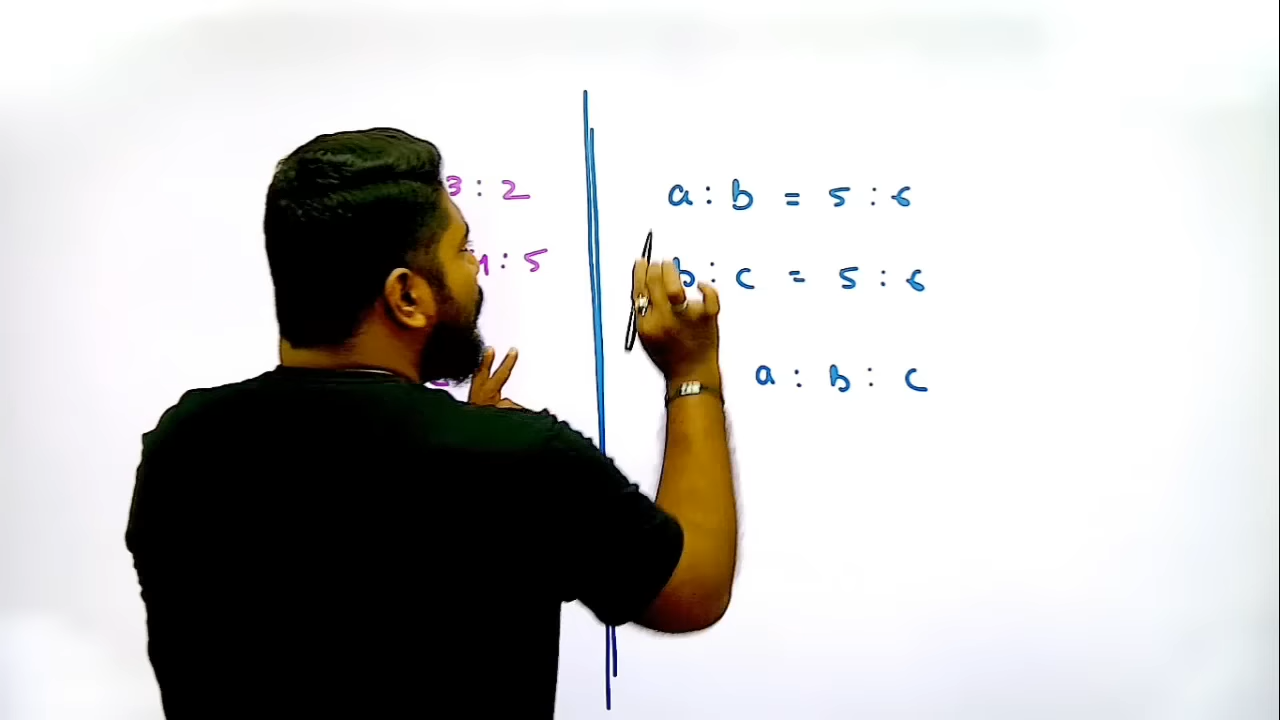 3 : 2
: 5
a : b = 5 : 6
b : c = 5 : 6
a : b : c